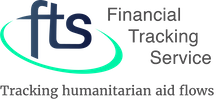 fts
Financial
Tracking
Service
Tracking humanitarian aid flows